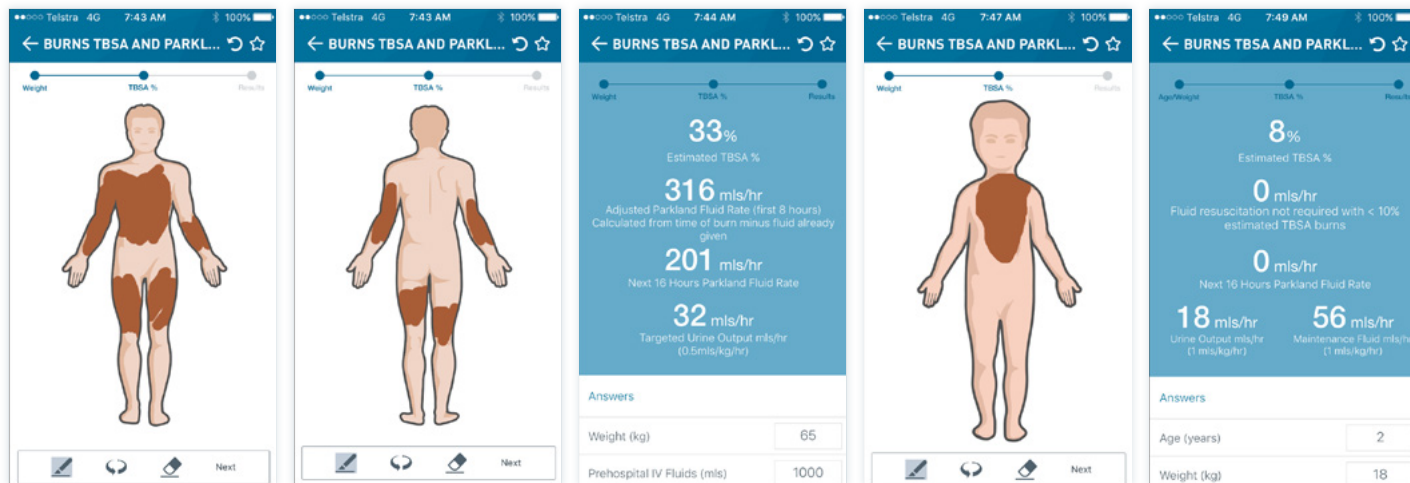 Telstra 4G 7:43 AM 100%
BURNS TBSA AND PARKL...
Weight TBSA % Results
Next
Telstra 4G 7:43 AM 100%
BURNS TBSA AND PARKL...
Weight TBSA % Results
Next
Telstra 4G 7:44 AM 100%
BURNS TBSA AND PARKL...
Weight TBSA % Results
33%
Estimated TBSA %
316 mls/hr
Adjusted Parkland Fluid Rate (first 8 hours)
Calculated from time of burn minus fluid already
given
201 mls/hr
Next 16 Hours Parkland Fluid Rate
32 mls/hr
Targeted Urine Output mls/hr
(0.5mls/kg/hr)
Answers
Weight (kg) 65
Prehospital IV Fluids (mls) 1000
Telstra 4G 7:47 AM 100%
BURNS TBSA AND PARKL...
Weight TBSA % Results
Next
Telstra 4G 7:49 AM 100%
BURNS TBSA AND PARKL...
Age/Weight TBSA % Results
8%
Estimated TBSA %
0 mls/hr
Fluid resuscitation not required with < 10%
estimated TBSA burns
0 mls/hr
Next 16 Hours Parkland Fluid Rate
18 mls/hr 56 mls/hr
Urine Output mls/hr Maintenance Fluid mls/hr
(1 mls/kg/hr) (1 mls/kg/hr)
Answers
Age (years) 2
Weight (kg) 18